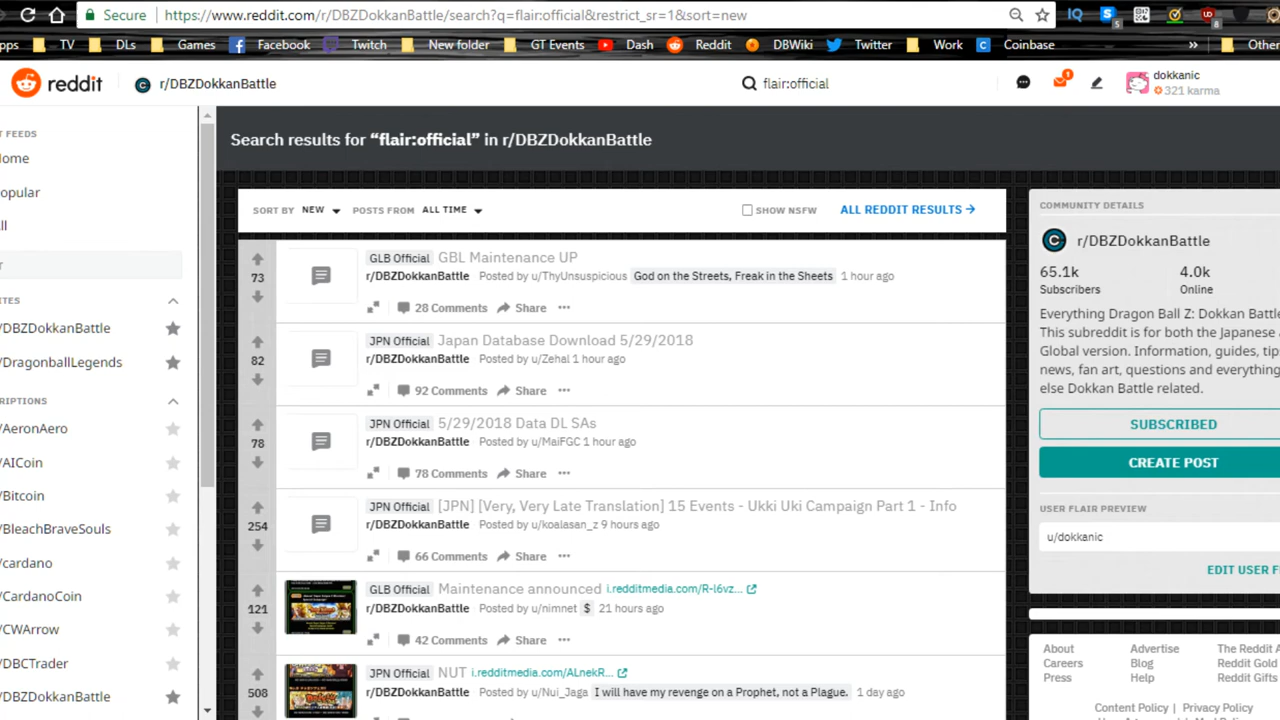 Secure https://www.reddit.com/r/DBZDokkanBattle/search?q=flair:official&restrict_sr=1&sort=new
pps TV DLs Games Facebook Twitch New folder GT Events Dash Reddit DBWiki Twitter Work Coinbase » Other
reddit r/DBZDokkanBattle flair:official 1 dokkanic
321 karma
T FEEDS
ome
opular
ll
T
ITES
/DBZDokkanBattle
/DragonballLegends
RIPTIONS
/AeronAero
/AICoin
/Bitcoin
/BleachBraveSouls
/cardano
/CardanoCoin
/CWArrow
/DBCTrader
/DBZDokkanBattle
Search results for “flair:official” in r/DBZDokkanBattle
SORT BY NEW POSTS FROM ALL TIME SHOW NSFW ALL REDDIT RESULTS →
73
GLB Official GBL Maintenance UP
r/DBZDokkanBattle Posted by u/ThyUnsuspicious God on the Streets, Freak in the Sheets 1 hour ago
28 Comments Share •••
82
JPN Official Japan Database Download 5/29/2018
r/DBZDokkanBattle Posted by u/Zehal 1 hour ago
92 Comments Share •••
78
JPN Official 5/29/2018 Data DL SAs
r/DBZDokkanBattle Posted by u/MaiFGC 1 hour ago
78 Comments Share •••
254
JPN Official [JPN] [Very, Very Late Translation] 15 Events - Ukki Uki Campaign Part 1 - Info
r/DBZDokkanBattle Posted by u/koalasan_z 9 hours ago
66 Comments Share •••
121
GLB Official Maintenance announced i.redditmedia.com/R-l6vz...
r/DBZDokkanBattle Posted by u/nimnet $ 21 hours ago
42 Comments Share •••
508
JPN Official NUT i.redditmedia.com/ALnekR...
r/DBZDokkanBattle Posted by u/Nui_Jaga I will have my revenge on a Prophet, not a Plague. 1 day ago
COMMUNITY DETAILS
r/DBZDokkanBattle
65.1k 4.0k
Subscribers Online
Everything Dragon Ball Z: Dokkan Battle
This subreddit is for both the Japanese a
Global version. Information, guides, tip
news, fan art, questions and everything
else Dokkan Battle related.
SUBSCRIBED
CREATE POST
USER FLAIR PREVIEW
u/dokkanic
EDIT USER F
About Advertise The Reddit A
Careers Blog Reddit Gold
Press Help Reddit Gifts
Content Policy | Privacy Policy